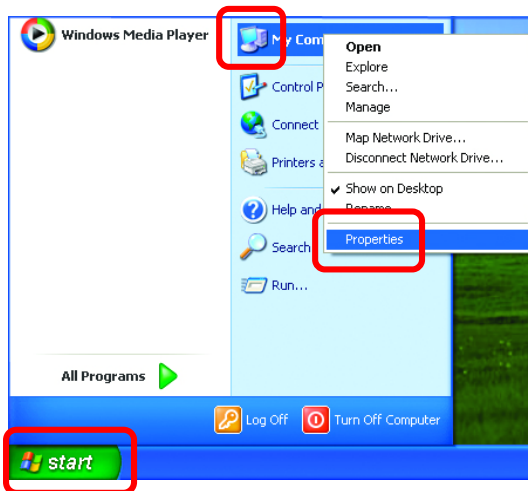 Windows Media Player
My Com
Open
Explore
Search...
Manage
Map Network Drive...
Disconnect Network Drive...
Show on Desktop
Rename
Properties
Control P
Connect
Printers a
Help and
Search
Run...
All Programs
Log Off
Turn Off Computer
start